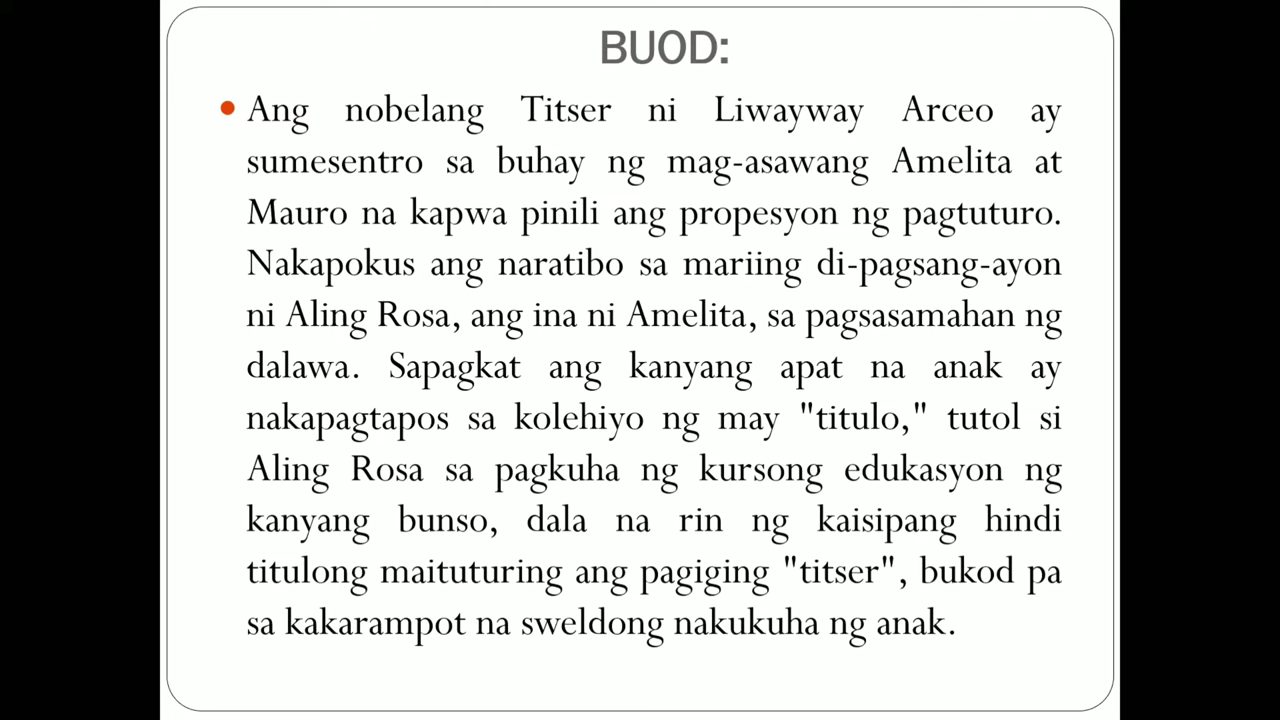 BUOD:
Ang nobelang Titser ni Liwayway Arceo ay
sumesentro sa buhay ng mag-asawang Amelita at
Mauro na kapwa pinili ang propesyon ng pagtuturo.
Nakapokus ang naratibo sa mariing di-pagsang-ayon
ni Aling Rosa, ang ina ni Amelita, sa pagsasamahan ng
dalawa. Sapagkat ang kanyang apat na anak ay
nakapagtapos sa kolehiyo ng may "titulo," tutol si
Aling Rosa sa pagkuha ng kursong edukasyon ng
kanyang bunso, dala na rin ng kaisipang hindi
titulong maituturing ang pagiging "titser", bukod pa
sa kakarampot na sweldong nakukuha ng anak.